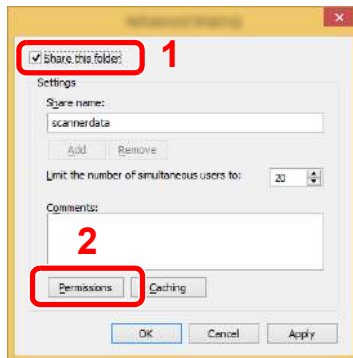 1
Share this folder
Settings
Share name:
scannerdata
Add Remove
Limit the number of simultaneous users to: 20
Comments:
2
Permissions Caching
OK Cancel Apply